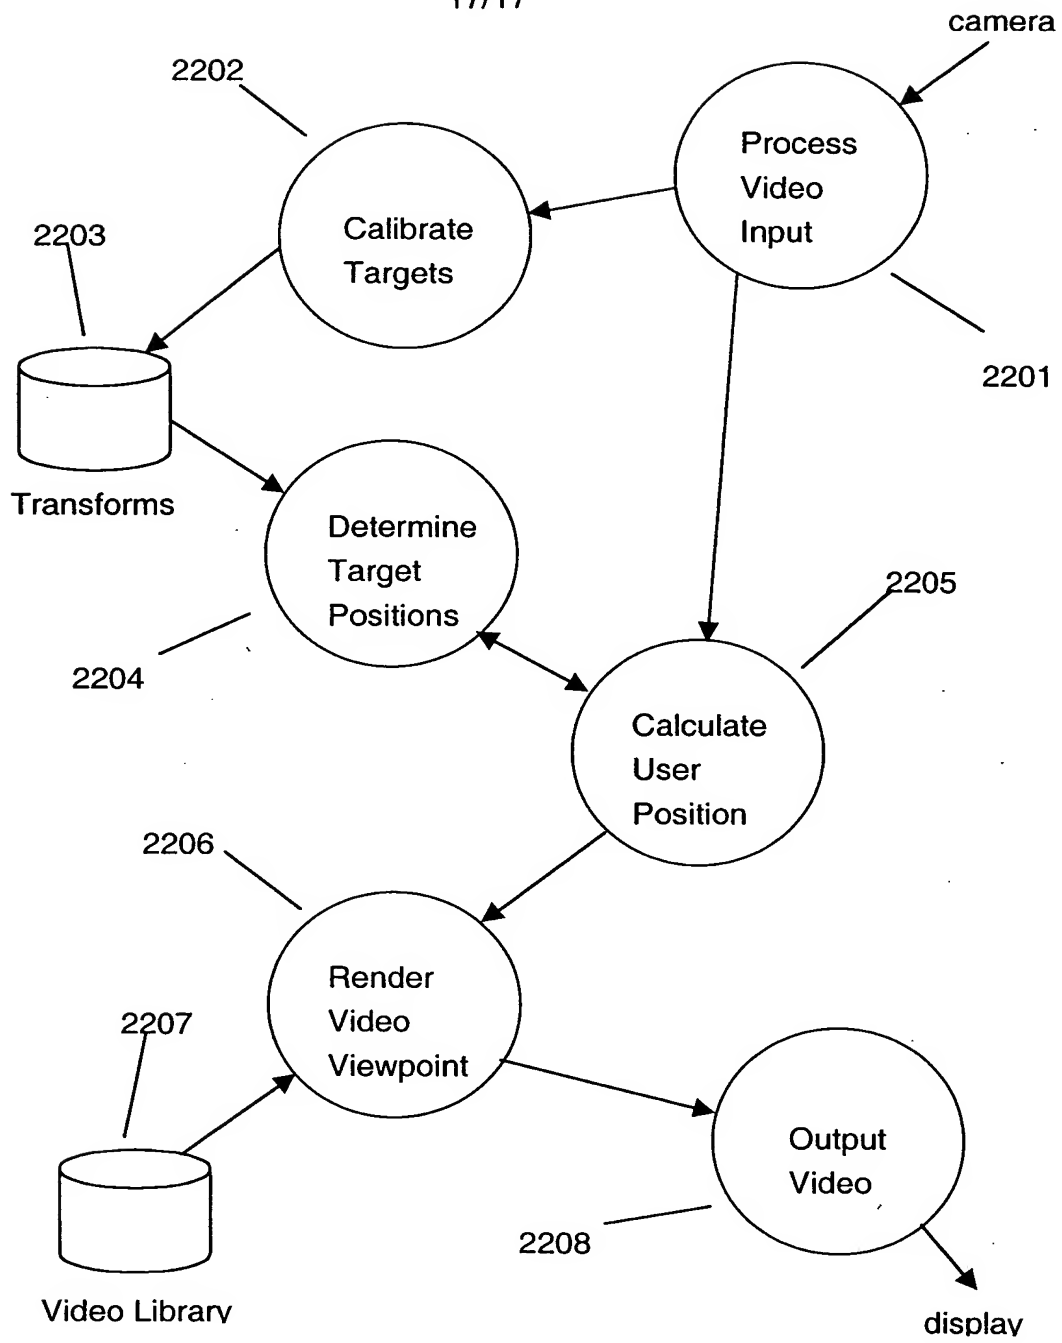 camera
2202
Process
Video
Input
Calibrate
Targets
2203
2201
Transforms
Determine
Target
Positions
2205
2204
Calculate
User
Position
2206
Render
Video
Viewpoint
2207
Output
Video
2208
Video Library
display